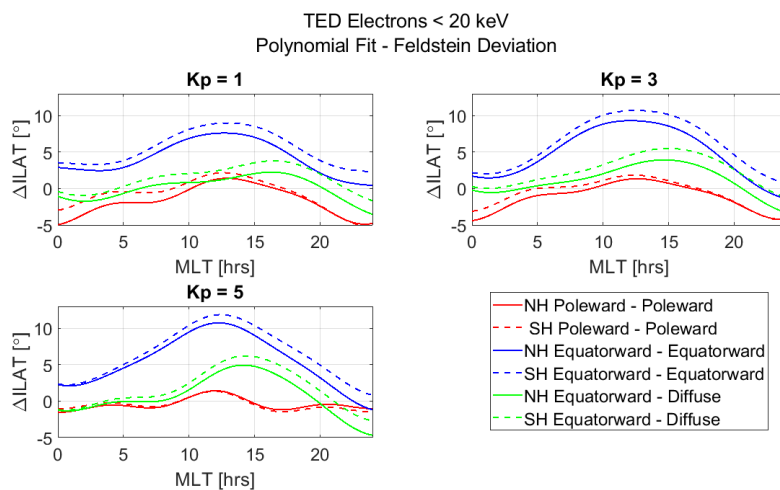 TED Electrons < 20 keV
Polynomial Fit - Feldstein Deviation
Kp = 1
ΔILAT [°]
10
5
0
-5
0 5 10 15 20
MLT [hrs]
Kp = 3
ΔILAT [°]
10
5
0
-5
0 5 10 15 20
MLT [hrs]
Kp = 5
ΔILAT [°]
10
5
0
-5
0 5 10 15 20
MLT [hrs]
NH Poleward - Poleward
SH Poleward - Poleward
NH Equatorward - Equatorward
SH Equatorward - Equatorward
NH Equatorward - Diffuse
SH Equatorward - Diffuse